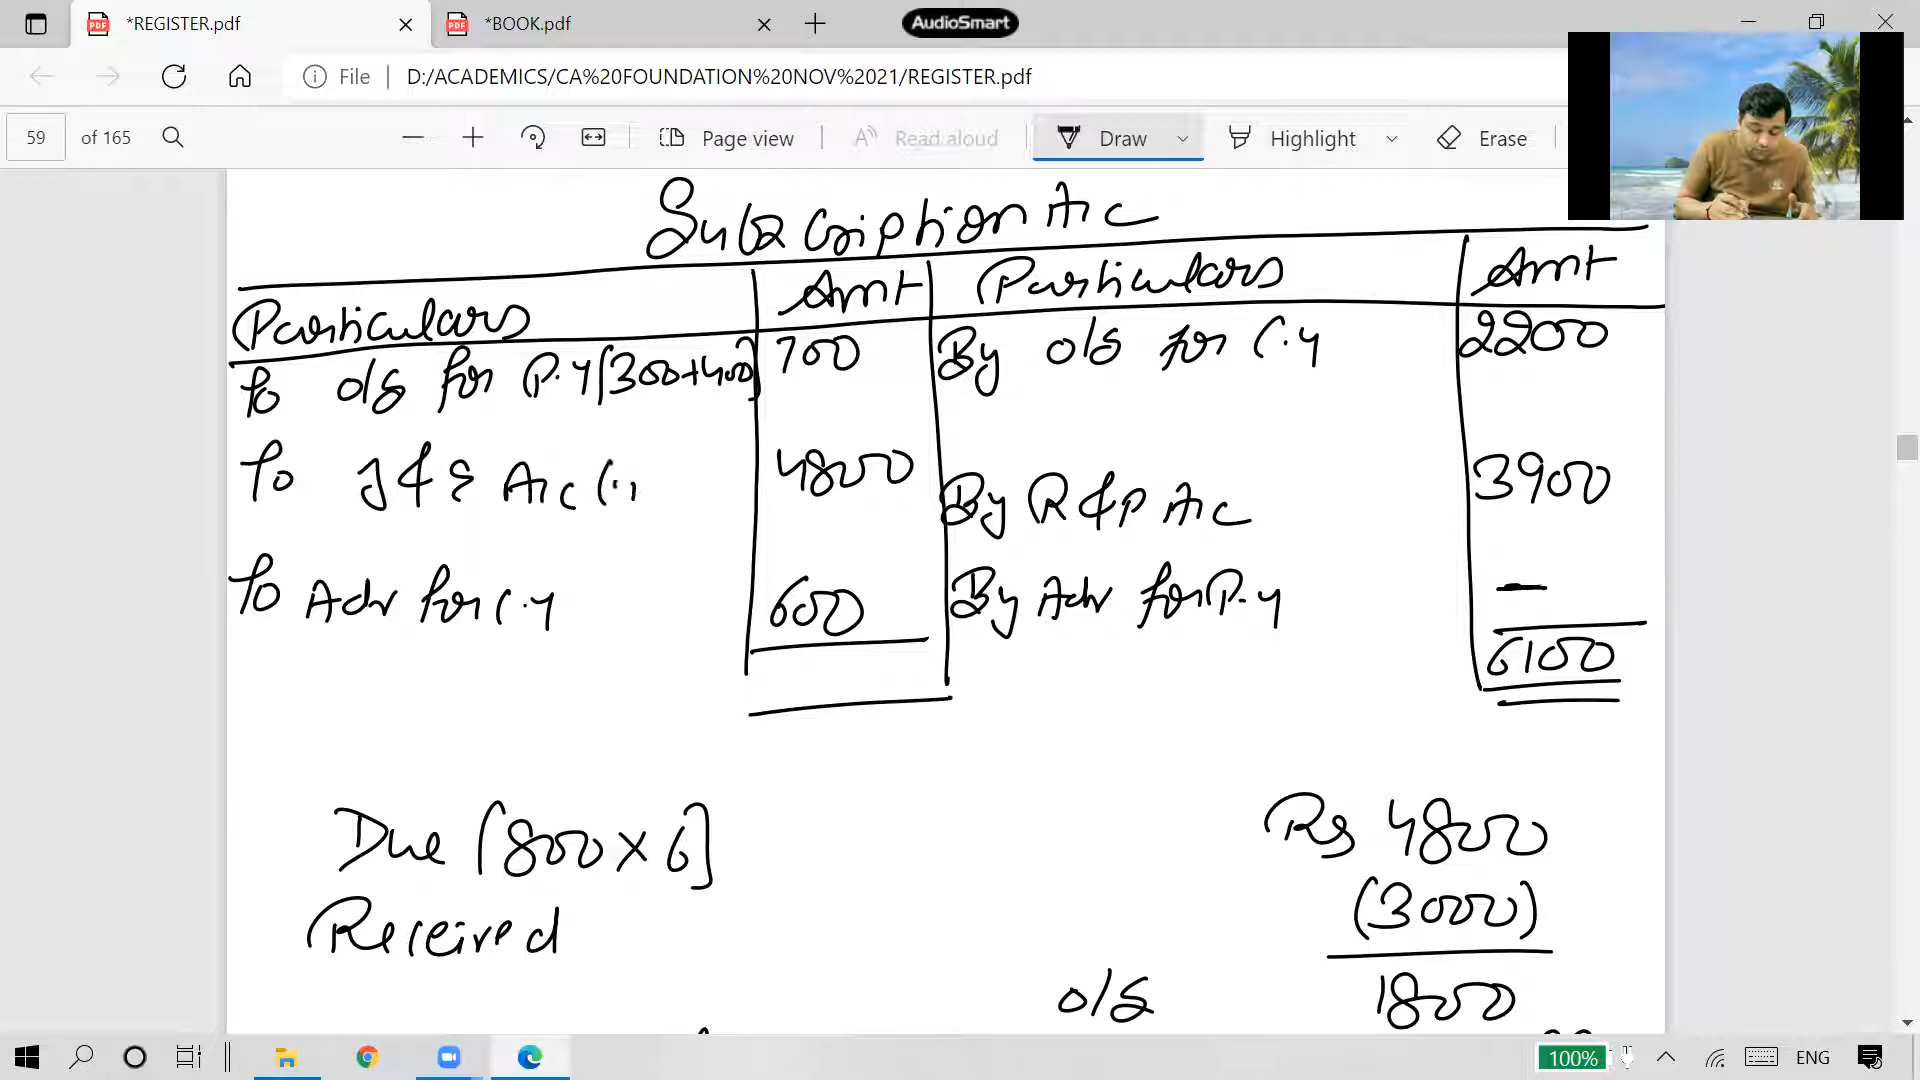 *REGISTER.pdf
*BOOK.pdf
AudioSmart
File
D:/ACADEMICS/CA%20FOUNDATION%20NOV%2021/REGISTER.pdf
59 of 165
Page view
Read aloud
Draw
Highlight
Erase
Subscription A/c
Particulars Amt Particulars Amt
To o/s for P.Y (300+400) 700 By o/s for C.Y 2200
To I & E A/c (.) 4800 By R & P A/c 3900
To Adv for C.Y 600 By Adv for P.Y —
6100
Due [800 × 6] Rs 4800
Received (3000)
o/s 1800
100%
ENG